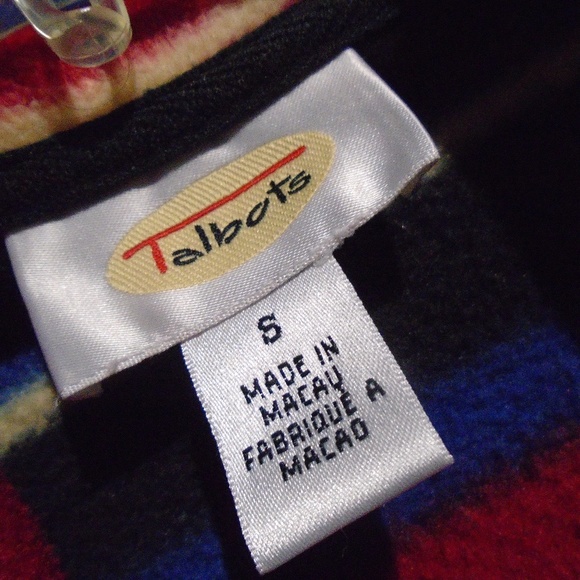 Talbots
S
MADE IN
MACAU
FABRIQUÉ A
MACAO